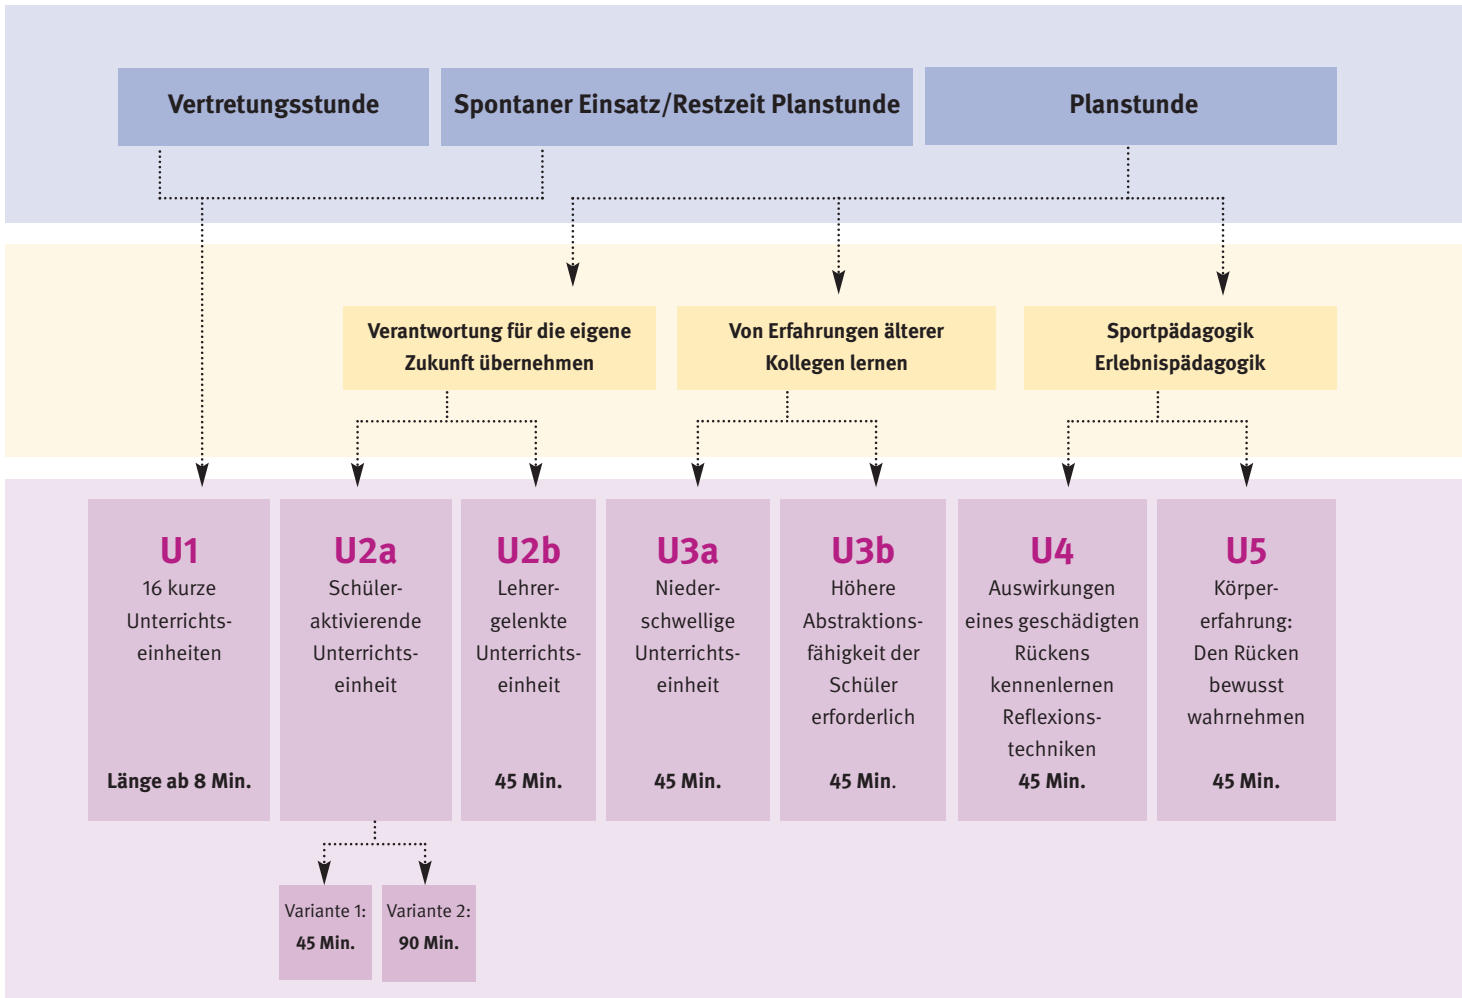 Vertretungsstunde
Spontaner Einsatz/Restzeit Planstunde
Planstunde
Verantwortung für die eigene
Zukunft übernehmen
Von Erfahrungen älterer
Kollegen lernen
Sportpädagogik
Erlebnispädagogik
U1
16 kurze
Unterrichts-
einheiten
Länge ab 8 Min.
U2a
Schüler-
aktivierende
Unterrichts-
einheit
U2b
Lehrer-
gelenkte
Unterrichts-
einheit
45 Min.
U3a
Nieder-
schwellige
Unterrichts-
einheit
45 Min.
U3b
Höhere
Abstraktions-
fähigkeit der
Schüler
erforderlich
45 Min.
U4
Auswirkungen
eines geschädigten
Rückens
kennenlernen
Reflexions-
techniken
45 Min.
U5
Körper-
erfahrung:
Den Rücken
bewusst
wahrnehmen
45 Min.
Variante 1:
45 Min.
Variante 2:
90 Min.